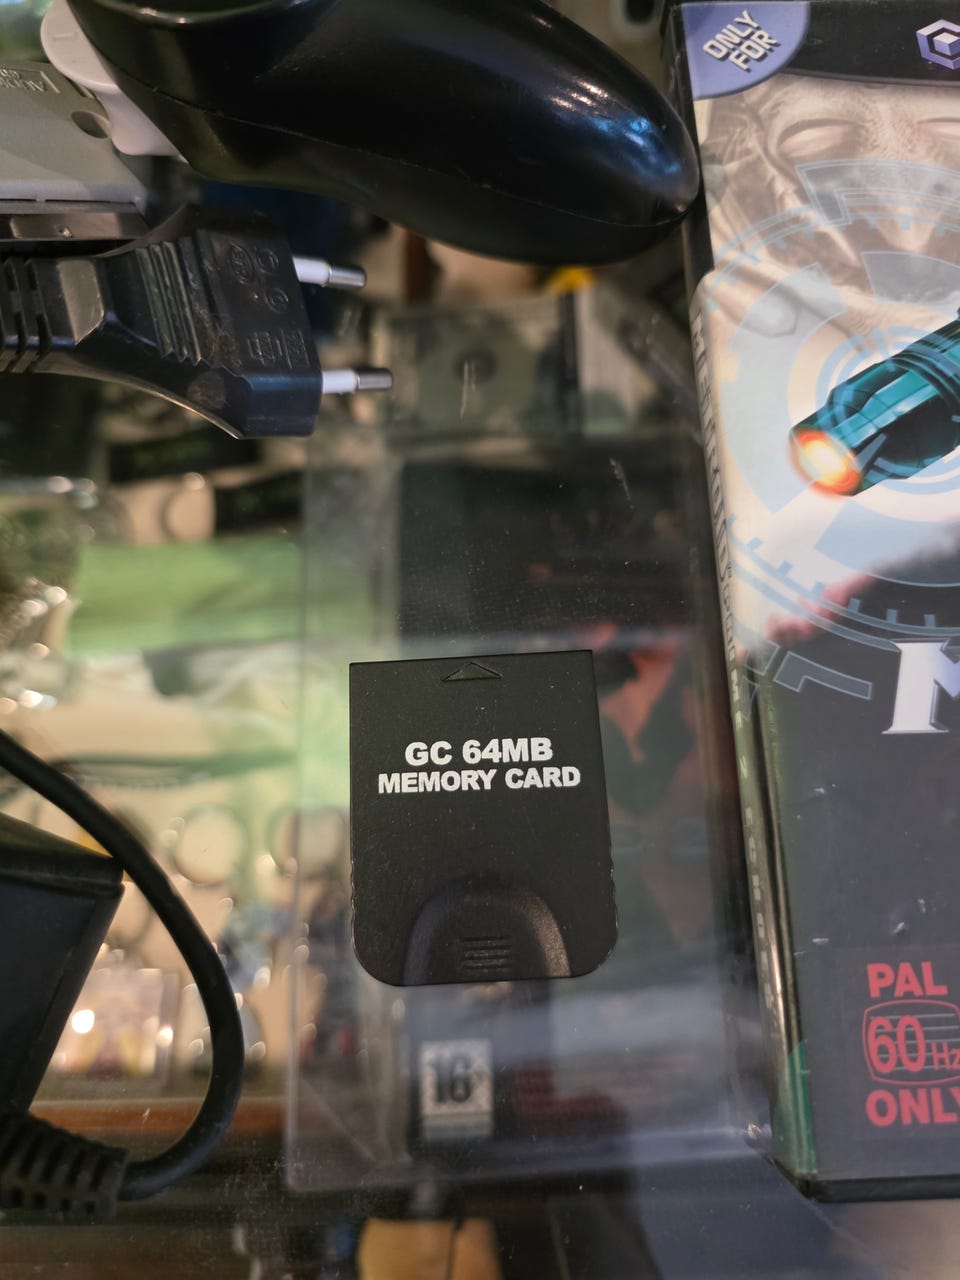 ONLY
FOR
GC 64MB
MEMORY CARD
16+
PAL
60Hz
ONLY